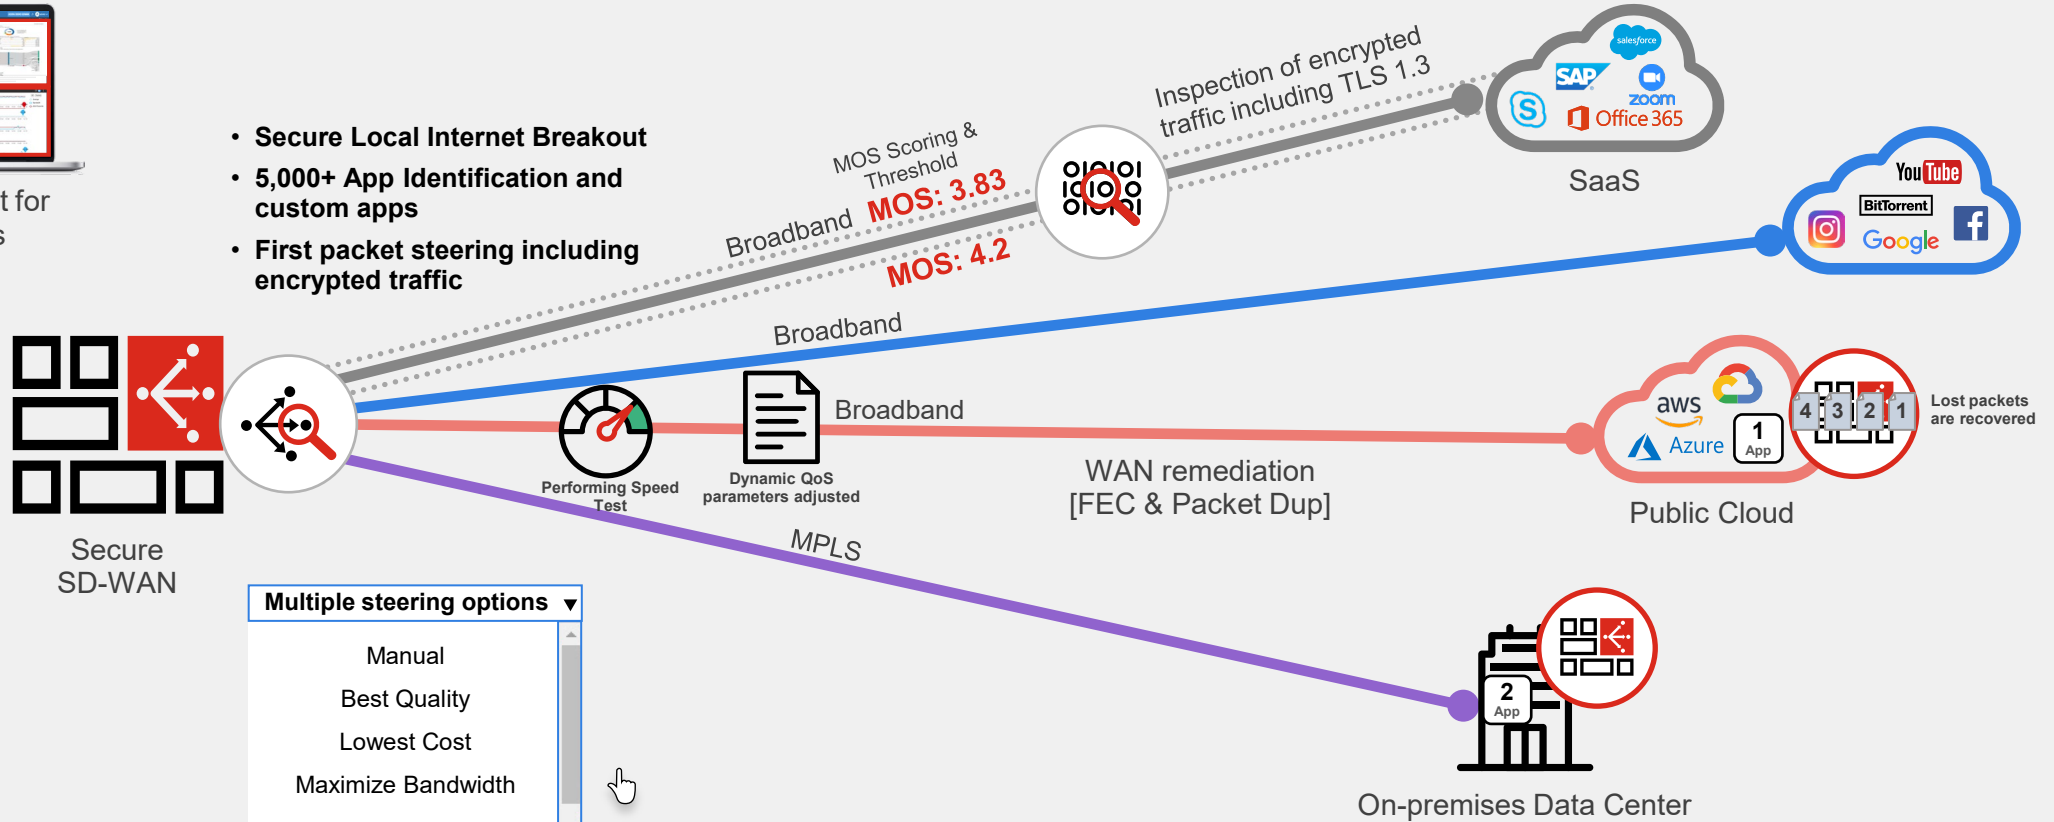 t for
s
• Secure Local Internet Breakout
• 5,000+ App Identification and
custom apps
• First packet steering including
encrypted traffic
MOS Scoring &
Threshold
MOS: 3.83
Broadband
MOS: 4.2
Inspection of encrypted
traffic including TLS 1.3
salesforce
SAP
zoom
S
Office 365
SaaS
YouTube
BitTorrent
Google
f
Broadband
Secure
SD-WAN
Performing Speed
Test
Dynamic QoS
parameters adjusted
Broadband
WAN remediation
[FEC & Packet Dup]
aws
Azure
1
App
4 3 2 1
Lost packets
are recovered
Public Cloud
MPLS
Multiple steering options
Manual
Best Quality
Lowest Cost
Maximize Bandwidth
2
App
On-premises Data Center